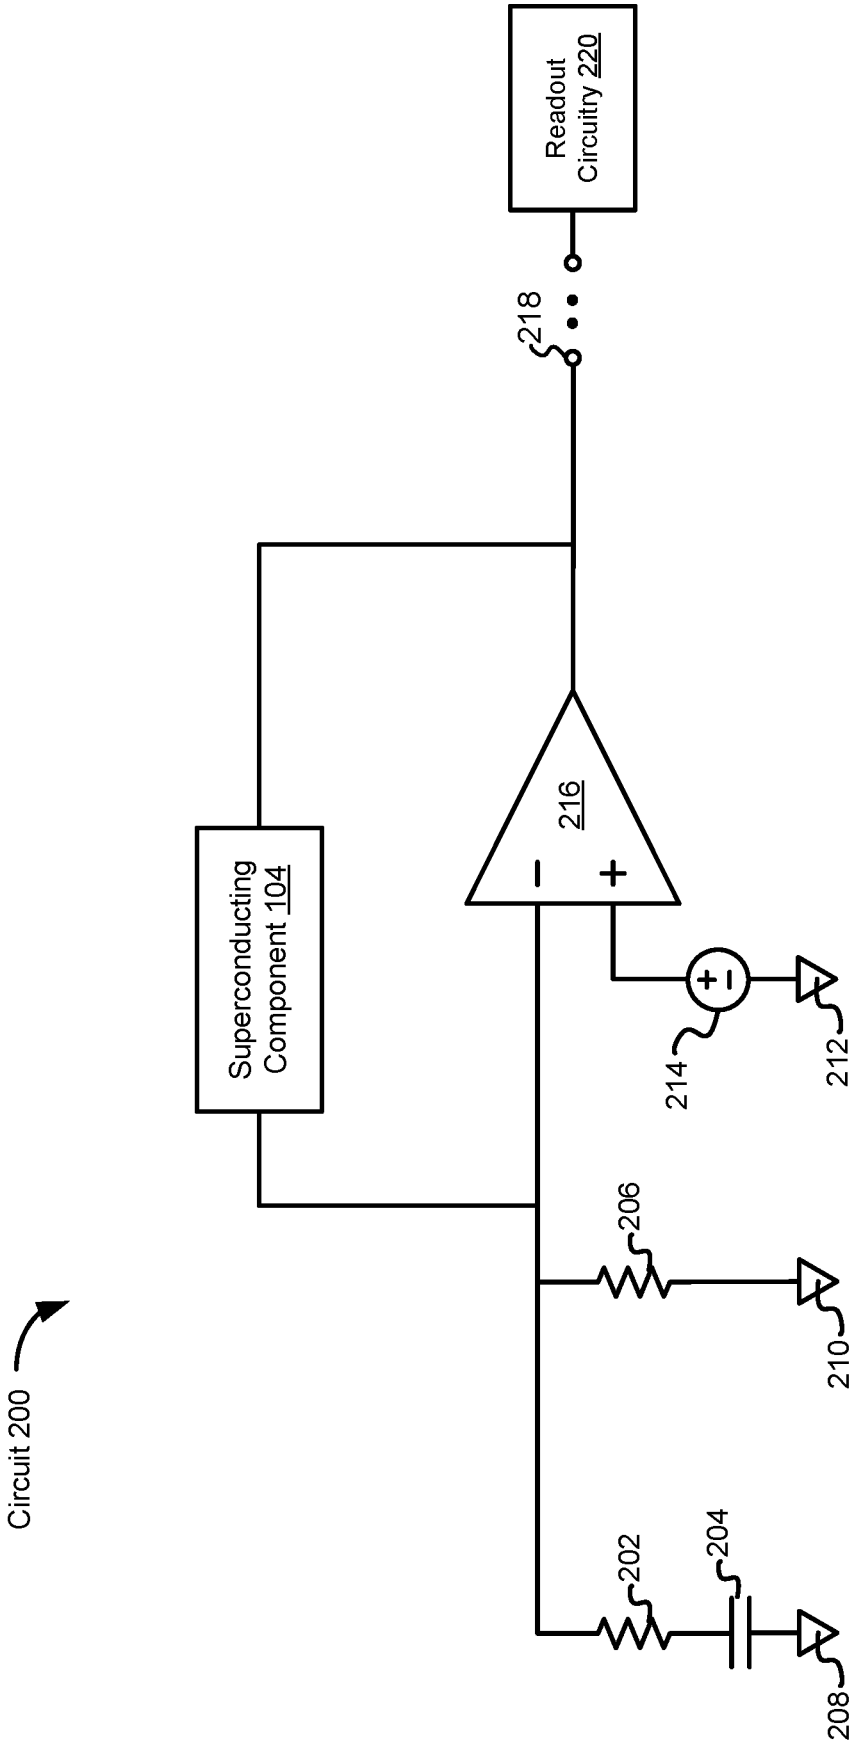 Circuit 200
Superconducting
Component 104
Readout
Circuitry 220
218
216
−
+
+
−
214
212
206
210
202
204
208